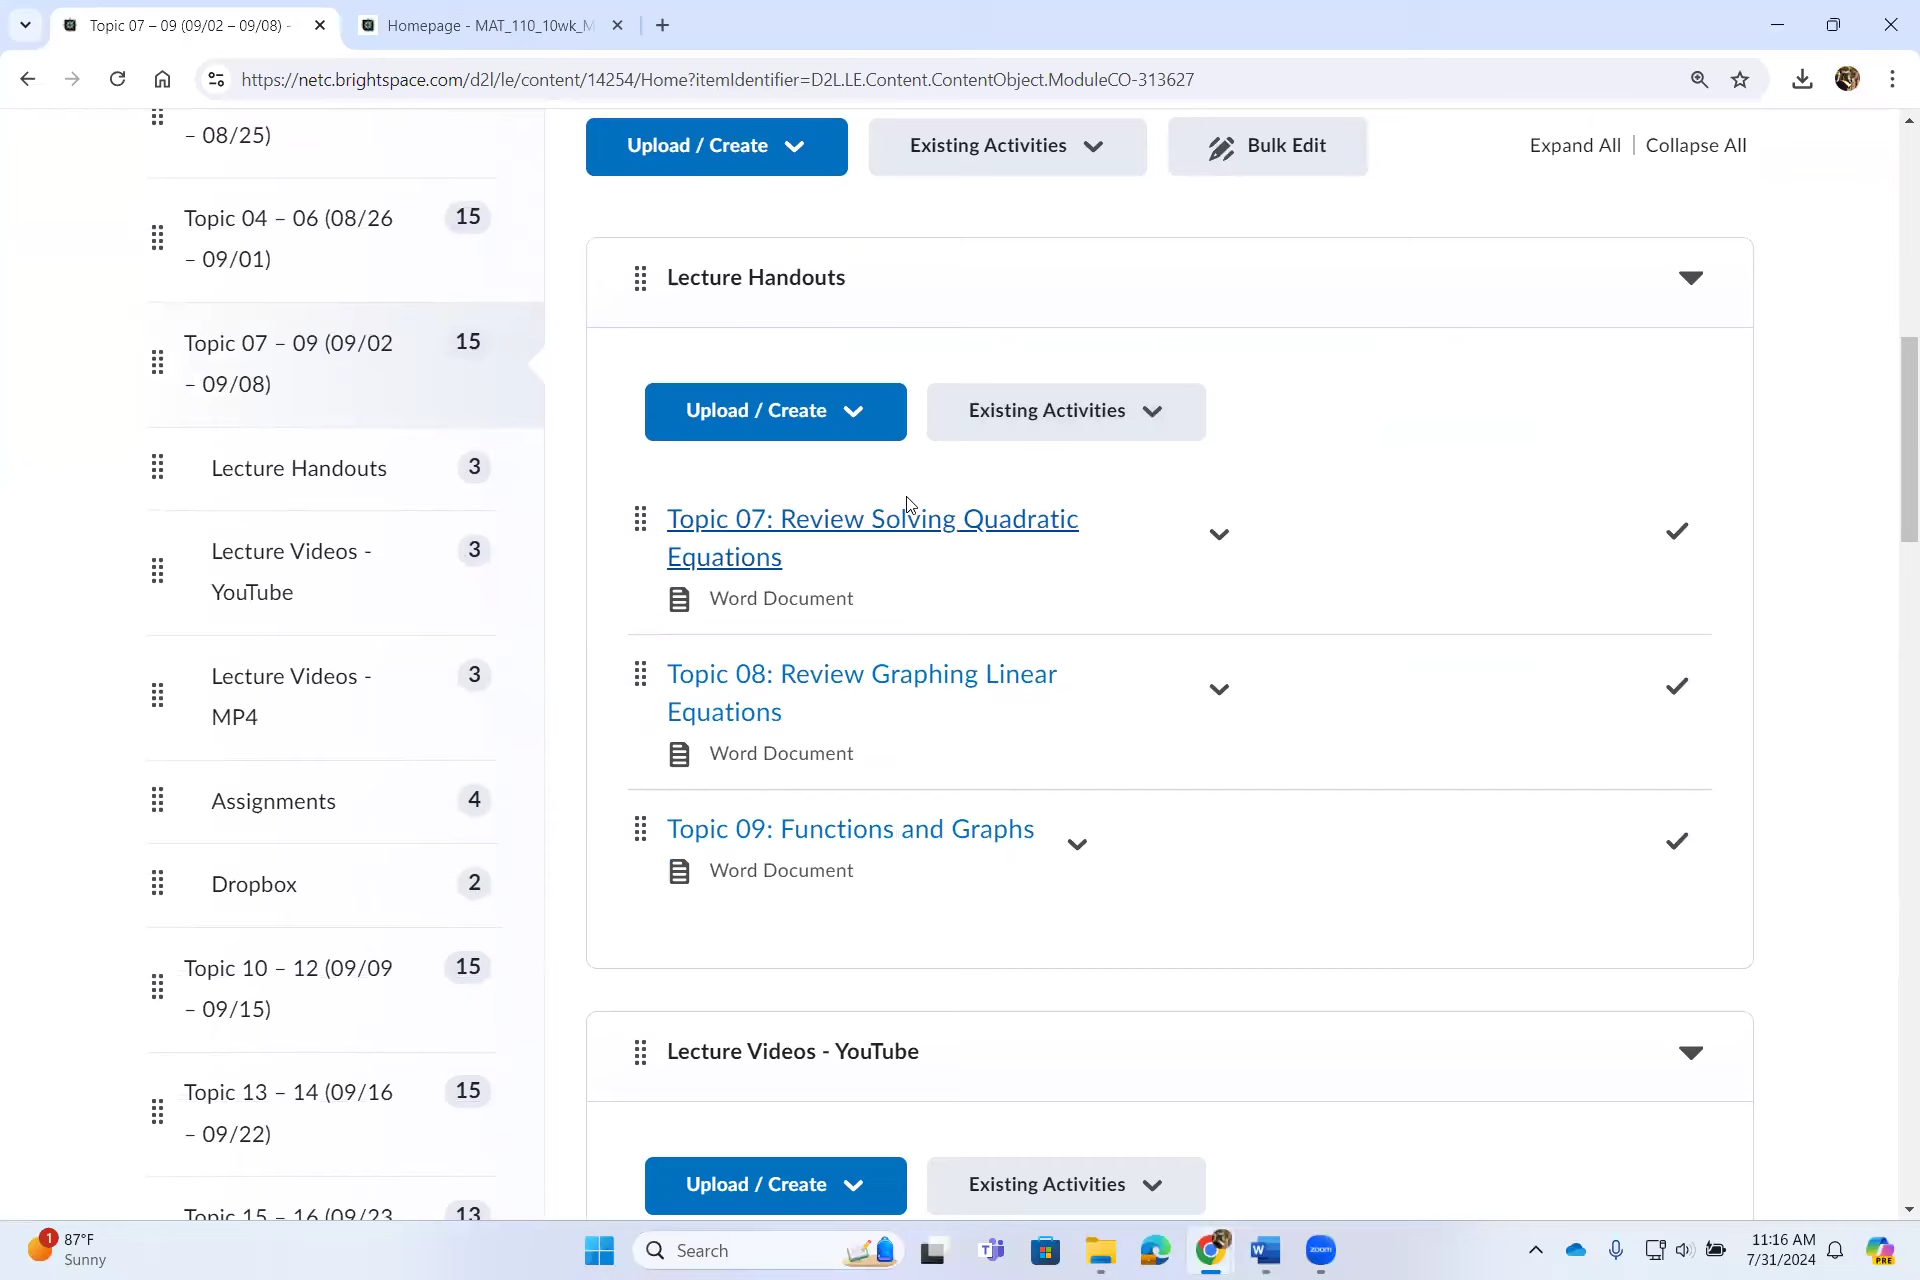 Topic 07 – 09 (09/02 – 09/08) -
Homepage - MAT_110_10wk_M
https://netc.brightspace.com/d2l/le/content/14254/Home?itemIdentifier=D2L.LE.Content.ContentObject.ModuleCO-313627
– 08/25)
Topic 04 – 06 (08/26
– 09/01)
15
Topic 07 – 09 (09/02
– 09/08)
15
Lecture Handouts
3
Lecture Videos -
YouTube
3
Lecture Videos -
MP4
3
Assignments
4
Dropbox
2
Topic 10 – 12 (09/09
– 09/15)
15
Topic 13 – 14 (09/16
– 09/22)
15
Topic 15 – 16 (09/23
13
Upload / Create
Existing Activities
Bulk Edit
Expand All
Collapse All
Lecture Handouts
Upload / Create
Existing Activities
Topic 07: Review Solving Quadratic
Equations
Word Document
Topic 08: Review Graphing Linear
Equations
Word Document
Topic 09: Functions and Graphs
Word Document
Lecture Videos - YouTube
Upload / Create
Existing Activities
1
87°F
Sunny
Search
zoom
PRE
11:16 AM
7/31/2024